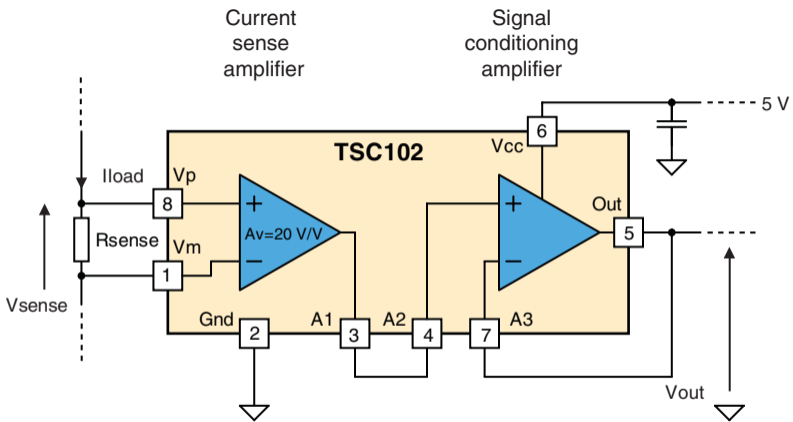 Current
sense
amplifier
Signal
conditioning
amplifier
5 V
6
Vcc
TSC102
Iload
Vp
8
+
Av=20 V/V
Rsense
Vm
1
−
+
−
Out
5
Vsense
Gnd
2
A1
3
A2
4
7
A3
Vout